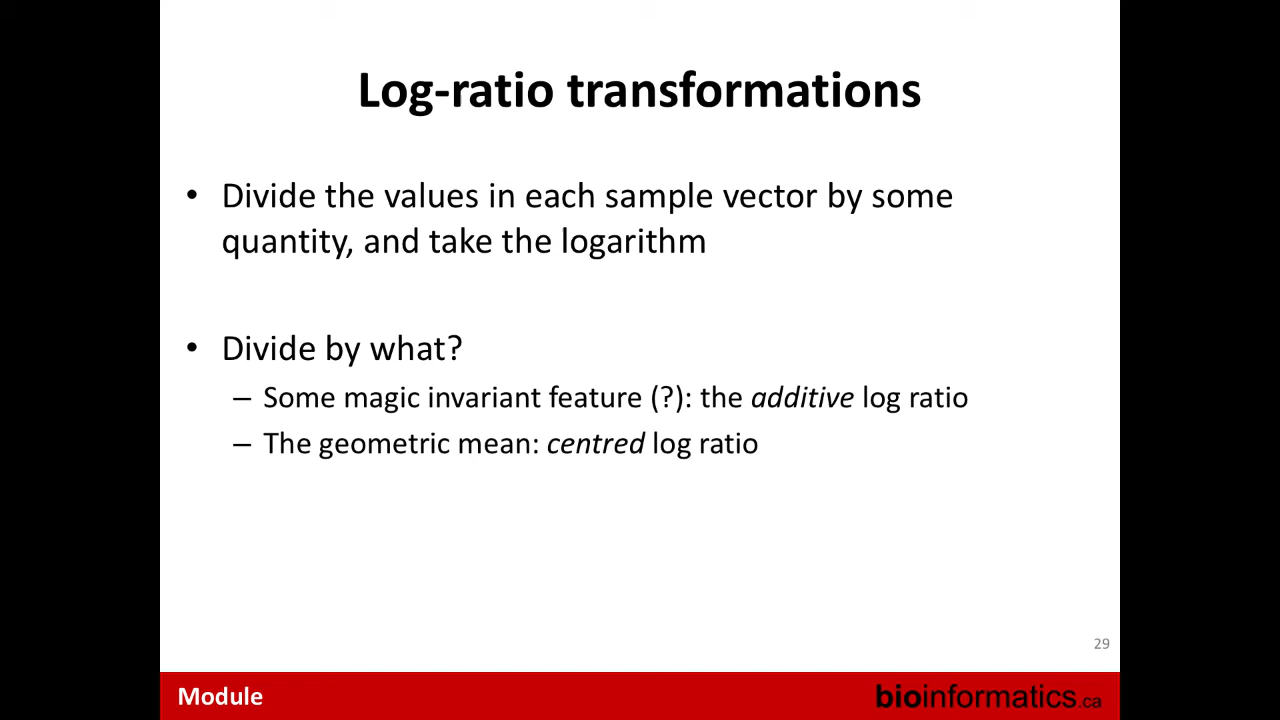 Log-ratio transformations
• Divide the values in each sample vector by some
quantity, and take the logarithm
• Divide by what?
– Some magic invariant feature (?): the additive log ratio
– The geometric mean: centred log ratio
29
Module
bioinformatics.ca